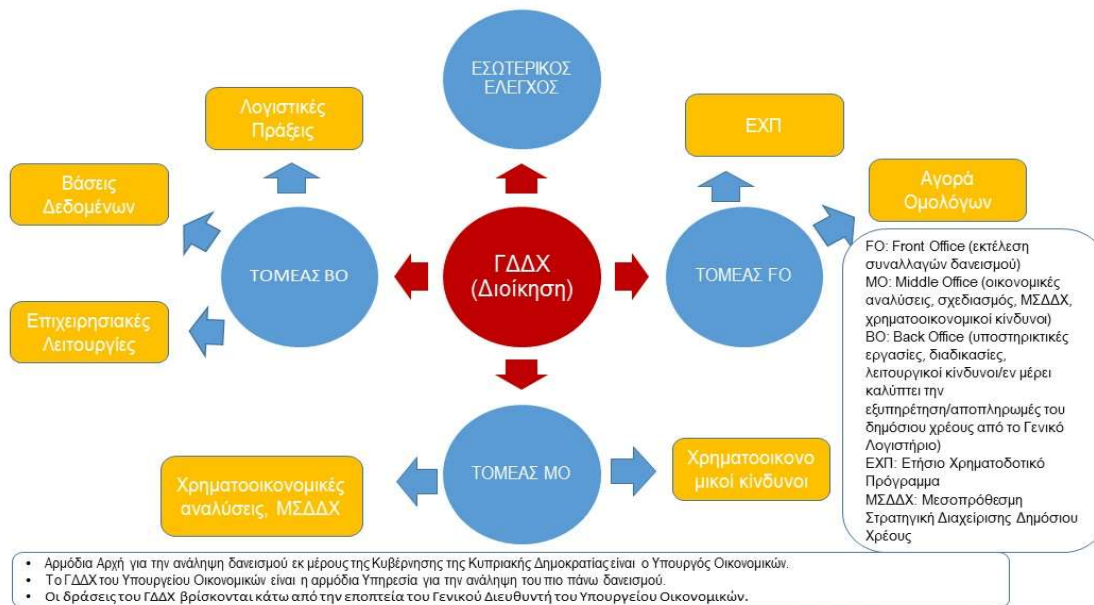 ΕΣΩΤΕΡΙΚΟΣ
ΕΛΕΓΧΟΣ
Λογιστικές
Πράξεις
ΕΧΠ
Βάσεις
Δεδομένων
Αγορά
Ομολόγων
ΤΟΜΕΑΣ BO
ΓΔΔΧ
(Διοίκηση)
ΤΟΜΕΑΣ FO
Επιχειρησιακές
Λειτουργίες
FO: Front Office (εκτέλεση
συναλλαγών δανεισμού)
MO: Middle Office (οικονομικές
αναλύσεις, σχεδιασμός, ΜΣΔΔΧ,
χρηματοοικονομικοί κίνδυνοι)
BO: Back Office (υποστηρικτικές
εργασίες, διαδικασίες,
λειτουργικοί κίνδυνοι/εν μέρει
καλύπτει την
εξυπηρέτηση/αποπληρωμές του
δημόσιου χρέους από το Γενικό
Λογιστήριο)
ΕΧΠ: Ετήσιο Χρηματοδοτικό
Πρόγραμμα
ΜΣΔΔΧ: Μεσοπρόθεσμη
Στρατηγική Διαχείρισης Δημόσιου
Χρέους
Χρηματοοικονομικές
αναλύσεις, ΜΣΔΔΧ
ΤΟΜΕΑΣ MO
Χρηματοοικονο
μικοί κίνδυνοι
• Αρμόδια Αρχή για την ανάληψη δανεισμού εκ μέρους της Κυβέρνησης της Κυπριακής Δημοκρατίας είναι ο Υπουργός Οικονομικών.
• Το ΓΔΔΧ του Υπουργείου Οικονομικών είναι η αρμόδια Υπηρεσία για την ανάληψη του πιο πάνω δανεισμού.
• Οι δράσεις του ΓΔΔΧ βρίσκονται κάτω από την εποπτεία του Γενικού Διευθυντή του Υπουργείου Οικονομικών.